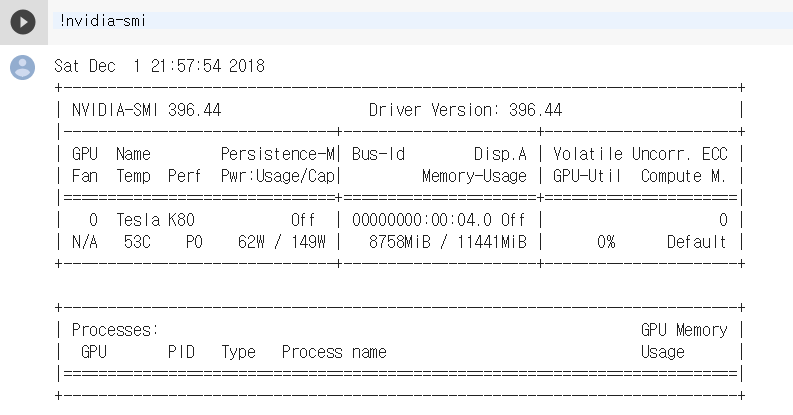 !nvidia-smi
Sat Dec  1 21:57:54 2018
+-----------------------------------------------------------------------------+
| NVIDIA-SMI 396.44                 Driver Version: 396.44                    |
|-------------------------------+----------------------+----------------------+
| GPU  Name        Persistence-M| Bus-Id        Disp.A | Volatile Uncorr. ECC |
| Fan  Temp  Perf  Pwr:Usage/Cap|         Memory-Usage | GPU-Util  Compute M. |
|===============================+======================+======================|
|   0  Tesla K80           Off  | 00000000:00:04.0 Off |                    0 |
| N/A   53C    P0    62W / 149W |   8758MiB / 11441MiB |      0%      Default |
+-------------------------------+----------------------+----------------------+
+-----------------------------------------------------------------------------+
| Processes:                                                       GPU Memory |
|  GPU       PID   Type   Process name                             Usage      |
|=============================================================================|
+-----------------------------------------------------------------------------+